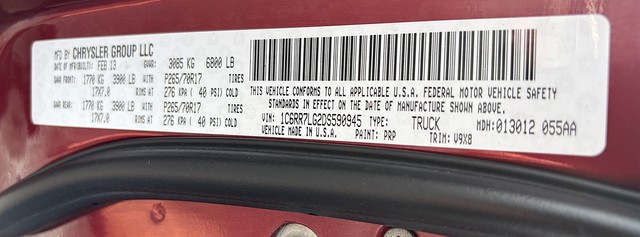 MFD BY CHRYSLER GROUP LLC
DATE OF MFR/BUILT: FEB 13 GVWR: 3085 KG 6800 LB
GAWR FRONT: 1770 KG 3900 LB WITH P265/70R17 TIRES
17X7.0 RIMS AT 276 KPA ( 40 PSI) COLD
GAWR REAR: 1770 KG 3900 LB WITH P265/70R17 TIRES
17X7.0 RIMS AT 276 KPA ( 40 PSI) COLD
THIS VEHICLE CONFORMS TO ALL APPLICABLE U.S.A. FEDERAL MOTOR VEHICLE SAFETY
STANDARDS IN EFFECT ON THE DATE OF MANUFACTURE SHOWN ABOVE.
VIN: 1C6RR7LG2DS590945 TYPE: TRUCK MDH:013012 055AA
VEHICLE MADE IN U.S.A. PAINT: PRP TRIM: V9X8